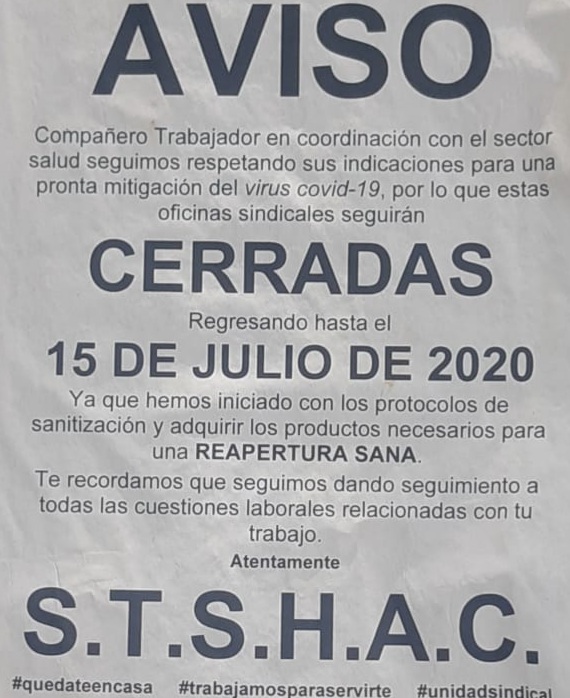 AVISO
Compañero Trabajador en coordinación con el sector
salud seguimos respetando sus indicaciones para una
pronta mitigación del virus covid-19, por lo que estas
oficinas sindicales seguirán
CERRADAS
Regresando hasta el
15 DE JULIO DE 2020
Ya que hemos iniciado con los protocolos de
sanitización y adquirir los productos necesarios para
una REAPERTURA SANA.
Te recordamos que seguimos dando seguimiento a
todas las cuestiones laborales relacionadas con tu
trabajo.
Atentamente
S.T.S.H.A.C.
#quedateencasa #trabajamosparaservirte #unidadsindical